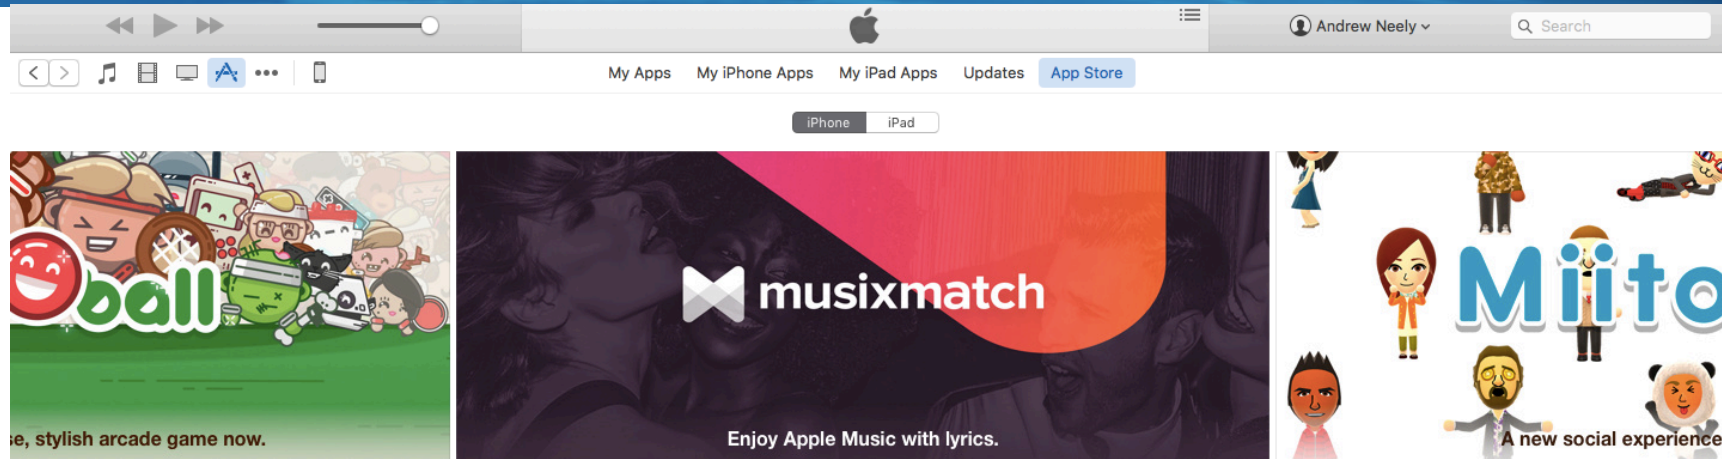 Andrew Neely
Search
My Apps My iPhone Apps My iPad Apps Updates App Store
iPhone iPad
ball
musixmatch
Miito
se, stylish arcade game now.
Enjoy Apple Music with lyrics.
A new social experience